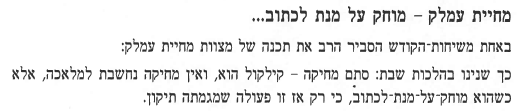 מחיית עמלק – מוחק על מנת לכתוב...
באחת משיחות־הקודש הסביר הרב את תכנה של מצוות מחיית עמלק:
כך שנינו בהלכות שבת: סתם מחיקה – קילקול הוא, ואין מחיקה נחשבת למלאכה, אלא
כשהוא מוחק־על־מנת־לכתוב, כי רק אז זו פעולה שמגמתה תיקון.